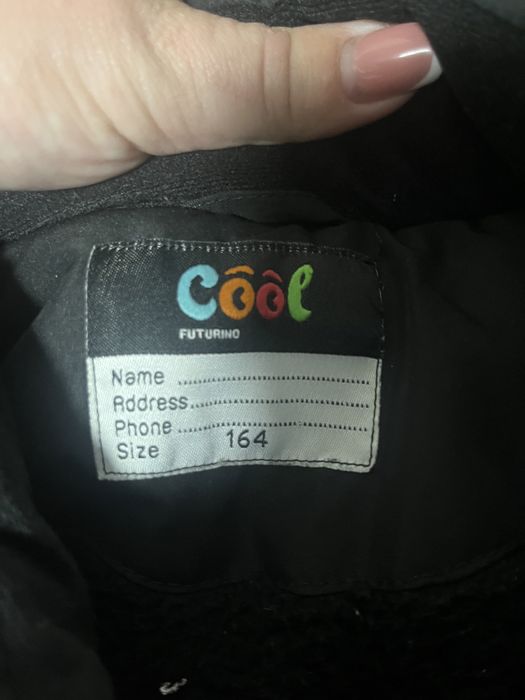 Côôl
FUTURINO
Name ........................
Address ........................
Phone ........................
Size 164